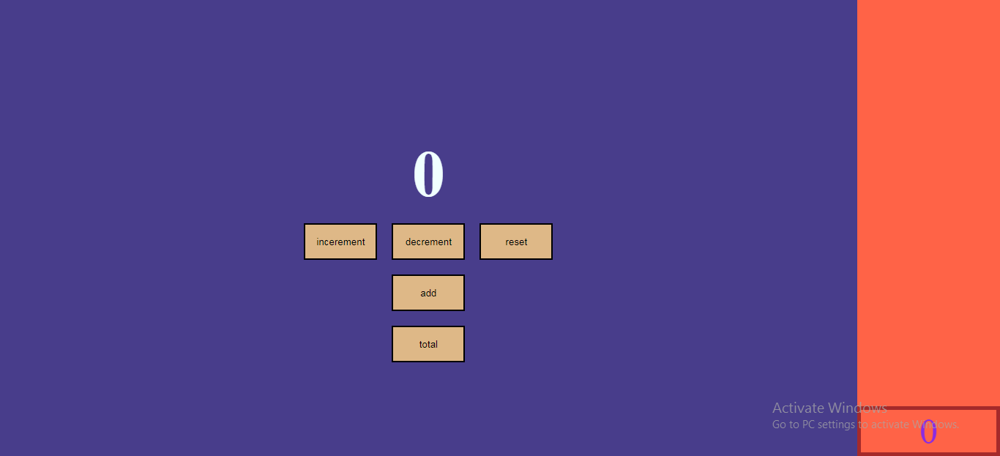 0
incerement decrement reset
add
total
Activate Windows
Go to PC settings to activate Windows.
0